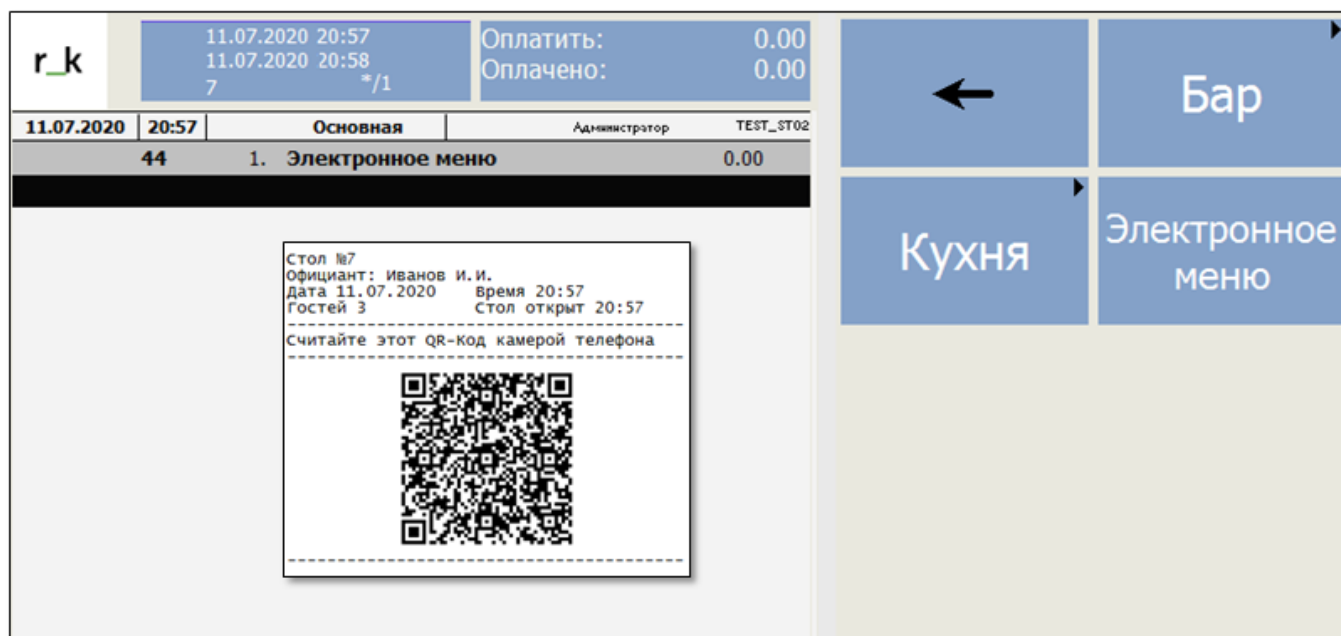 r_k
11.07.2020 20:57
11.07.2020 20:58
7 */1
Оплатить: 0.00
Оплачено: 0.00
11.07.2020 20:57 Основная Администратор TEST_ST02
44 1. Электронное меню 0.00
Стол №7
Официант: Иванов И.И.
Дата 11.07.2020 Время 20:57
Гостей 3 Стол открыт 20:57
Считайте этот QR-Код камерой телефона
Бар
Кухня
Электронное
меню